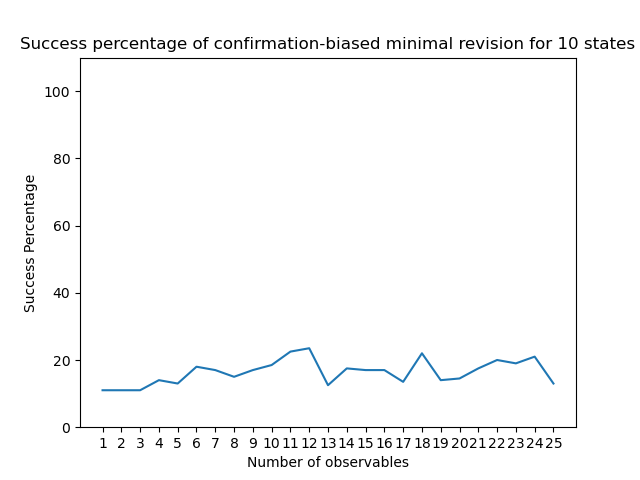 Success percentage of confirmation-biased minimal revision for 10 states
100
80
60
40
20
0
Success Percentage
1 2 3 4 5 6 7 8 9 10 11 12 13 14 15 16 17 18 19 20 21 22 23 24 25
Number of observables